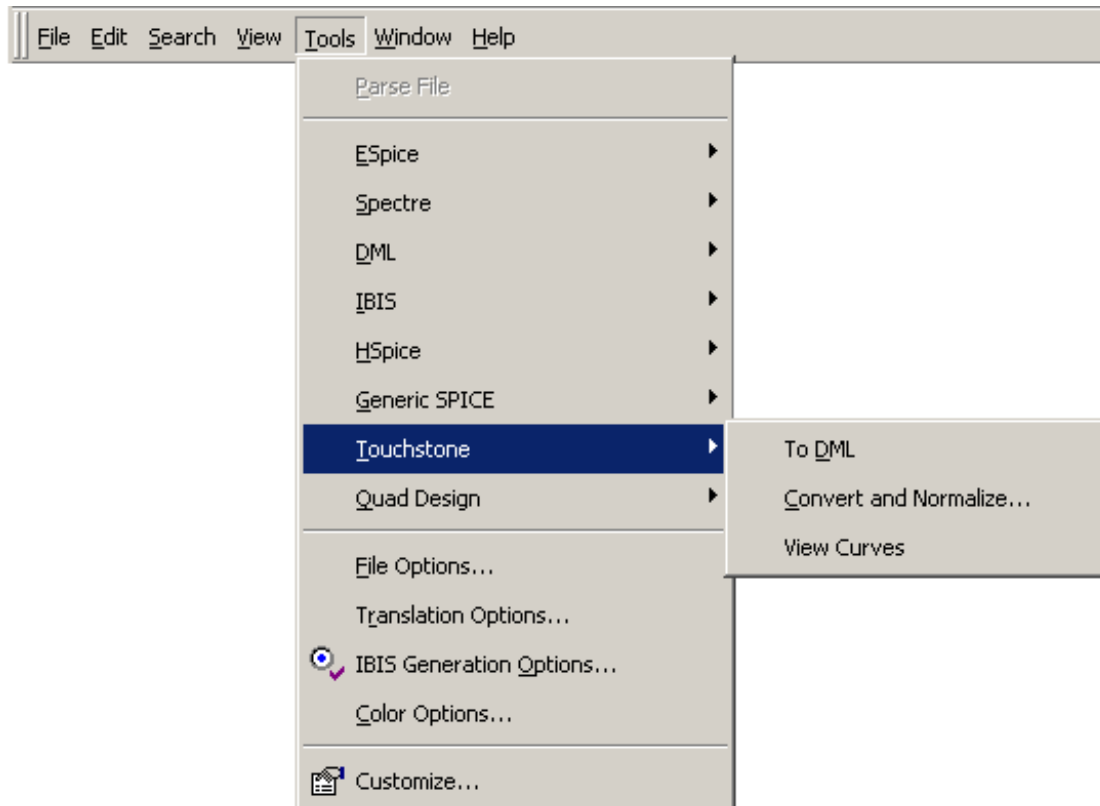 File Edit Search View Tools Window Help
Parse File
ESpice
Spectre
DML
IBIS
HSpice
Generic SPICE
Touchstone
To DML
Convert and Normalize...
View Curves
Quad Design
File Options...
Translation Options...
IBIS Generation Options...
Color Options...
Customize...